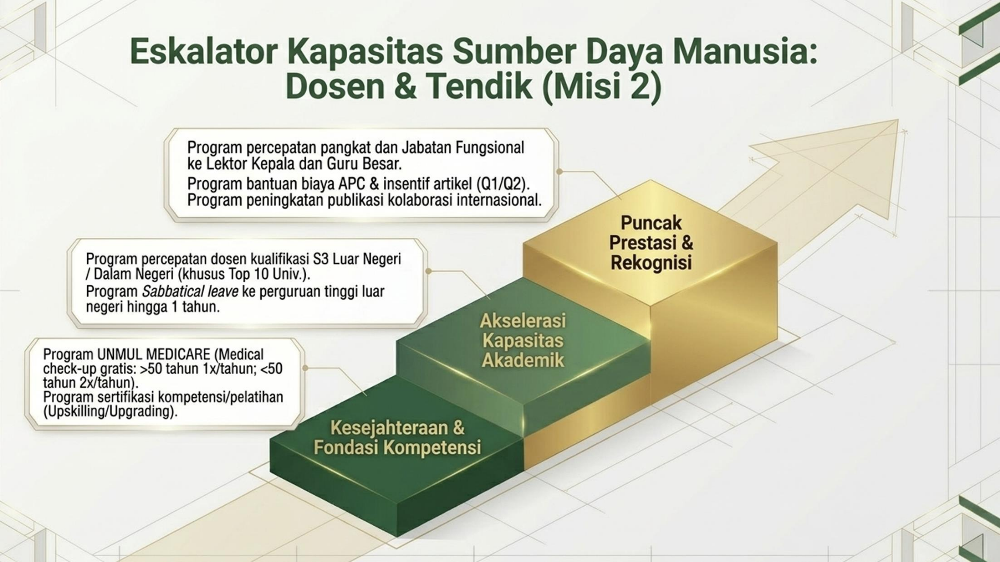 Eskalator Kapasitas Sumber Daya Manusia:
Dosen & Tendik (Misi 2)
Program percepatan pangkat dan Jabatan Fungsional
ke Lektor Kepala dan Guru Besar.
Program bantuan biaya APC & insentif artikel (Q1/Q2).
Program peningkatan publikasi kolaborasi internasional.
Puncak
Prestasi &
Rekognisi
Program percepatan dosen kualifikasi S3 Luar Negeri
/ Dalam Negeri (khusus Top 10 Univ.).
Program Sabbatical leave ke perguruan tinggi luar
negeri hingga 1 tahun.
Akselerasi
Kapasitas
Akademik
Program UNMUL MEDICARE (Medical
check-up gratis: >50 tahun 1x/tahun; <50
tahun 2x/tahun).
Program sertifikasi kompetensi/pelatihan
(Upskilling/Upgrading).
Kesejahteraan &
Fondasi Kompetensi